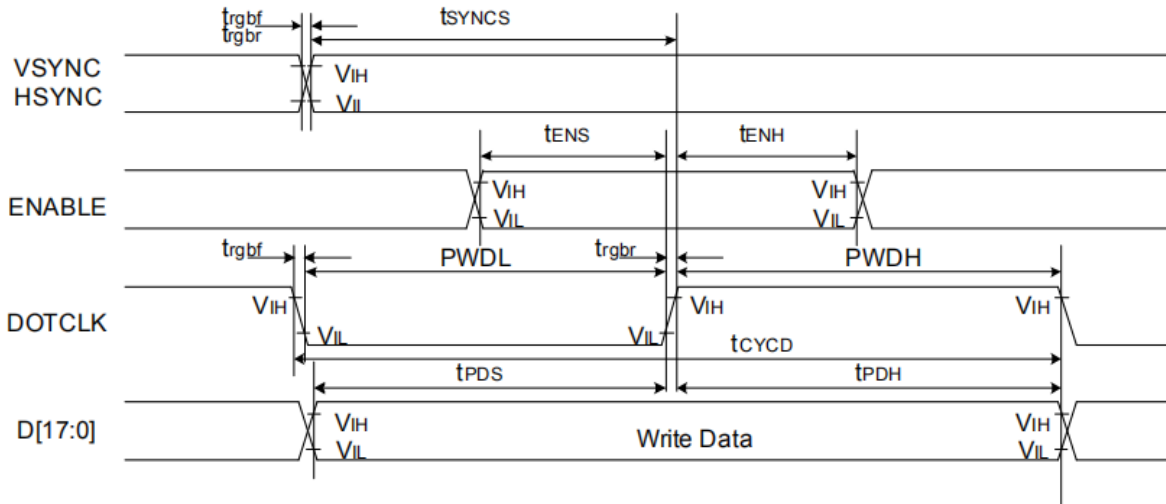 trgbf
trgbr
tSYNCS
VSYNC
HSYNC
VIH
VIL
tENS
tENH
ENABLE
VIH
VIL
VIH
VIL
trgbf
PWDL
trgbr
PWDH
DOTCLK
VIH
VIL
VIL
VIH
VIH
tCYCD
tPDS
tPDH
D[17:0]
VIH
VIL
Write Data
VIH
VIL